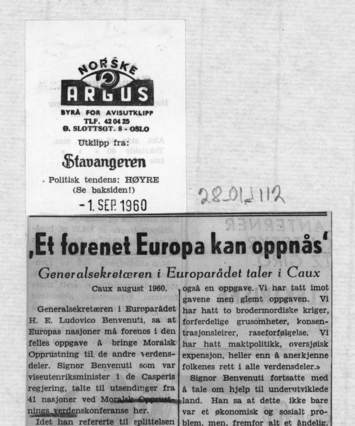 NORSKE
ARGUS
BYRÅ FOR AVISUTKLIPP
TLF. 42 04 25
Ø. SLOTTSGT. 8 - OSLO
Utklipp fra:
Stavangeren
Politisk tendens: HØYRE
(Se baksiden!)
-1. SEP. 1960
„Et forenet Europa kan oppnås‘
Generalsekretæren i Europarådet taler i Caux
Caux august 1960.
Generalsekretæren i Europarådet
H. E. Ludovico Benvenuti, sa at
Europas nasjoner må forenes i den
felles oppgave å bringe Moralsk
Opprustning til de andre verdens-
deler. Signor Benvenuti som var
viseutenriksminister i de Casperis
regjering, talte til utsendinger fra
41 nasjoner ved Moralsk Opprust-
nings verdenskonferanse her.
Idet han refererte til splittelsen
også en oppgave. Vi har tatt imot
gavene men glemt oppgaven. Vi
har hatt to brodermordniske kriger,
forferdelige grusomheter, konsen-
trasjonsleirer, raseforfølgelse. Vi
har hatt makipolitikk, oversjøisk
expensjon, heller enn å anerkjenne
folkenes rett i alle verdensdeler.»
Signor Benvenuti fortsatte med
å tale om hjelp til underutviklede
land. Han sa at dette ikke bare
var et økonomisk og sosialt pro-
blem, men, fremfor alt et åndelig.